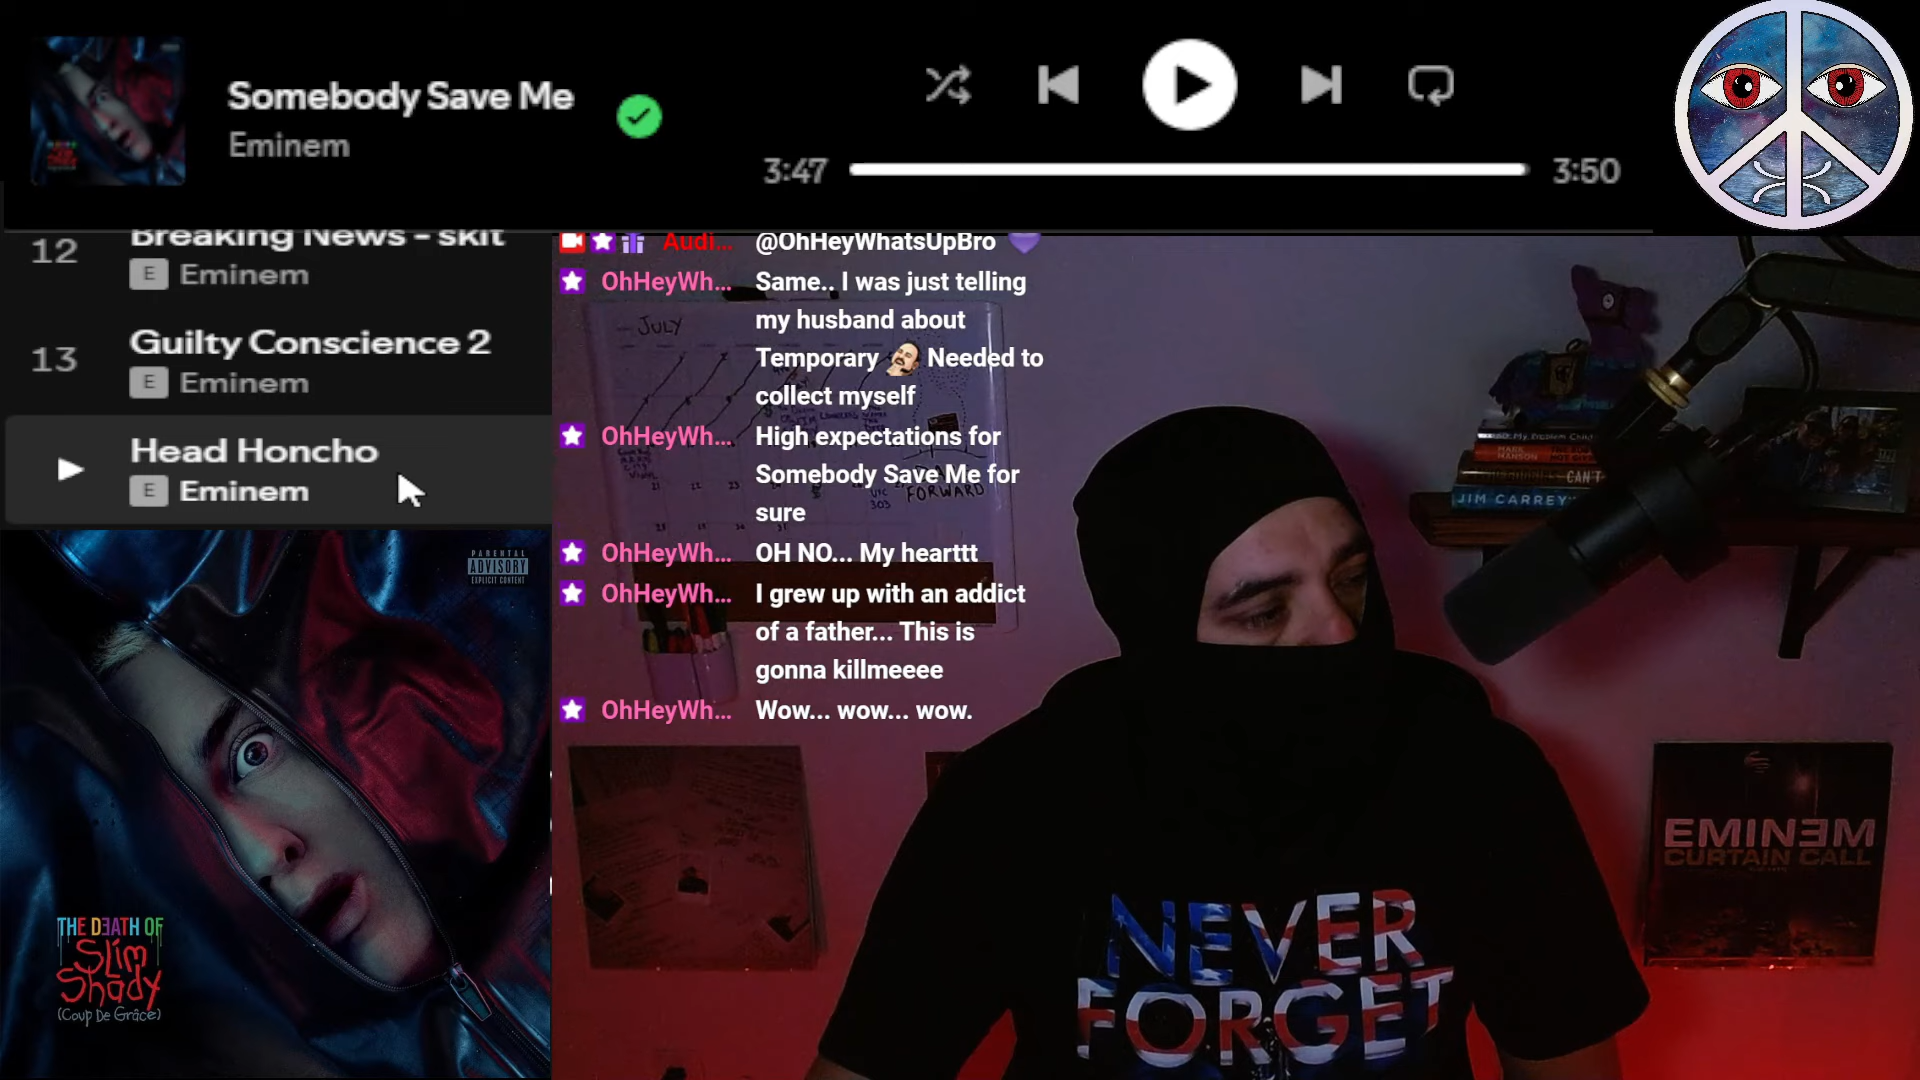 Somebody Save Me
Eminem
3:47
3:50
12
Breaking News - skit
E Eminem
13
Guilty Conscience 2
E Eminem
Head Honcho
E Eminem
Audi... @OhHeyWhatsUpBro
OhHeyWh... Same.. I was just telling
my husband about
Temporary Needed to
collect myself
OhHeyWh... High expectations for
Somebody Save Me for
sure
OhHeyWh... OH NO... My hearttt
OhHeyWh... I grew up with an addict
of a father... This is
gonna killmeeee
OhHeyWh... Wow... wow... wow.
JULY
FORWARD
PARENTAL
ADVISORY
EXPLICIT CONTENT
THE DEATH OF
Slim
Shady
(Coup De Grâce)
MARK
MANSON
CAN'T
JIM CARREY
EMINEM
CURTAIN CALL
NEVER
FORGET